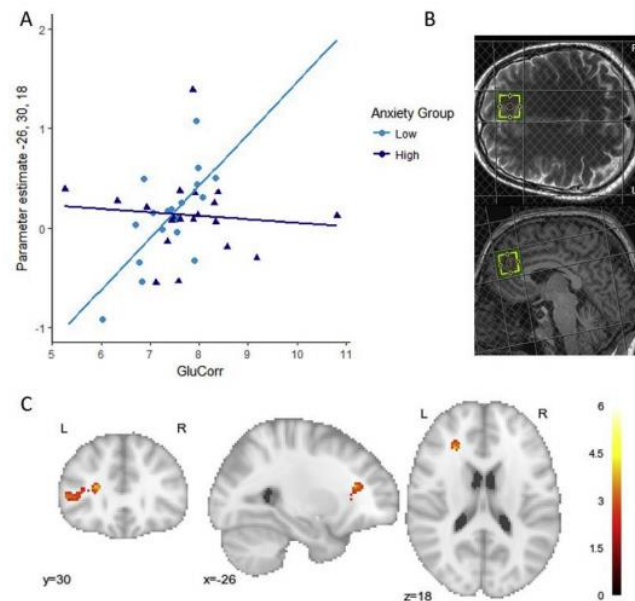 A
B
2
1
0
-1
Parameter estimate -26, 30, 18
5 6 7 8 9 10 11
GluCorr
Anxiety Group
Low
High
C
L R
y=30
x=-26
L R
z=18
6
4.5
3
1.5
0